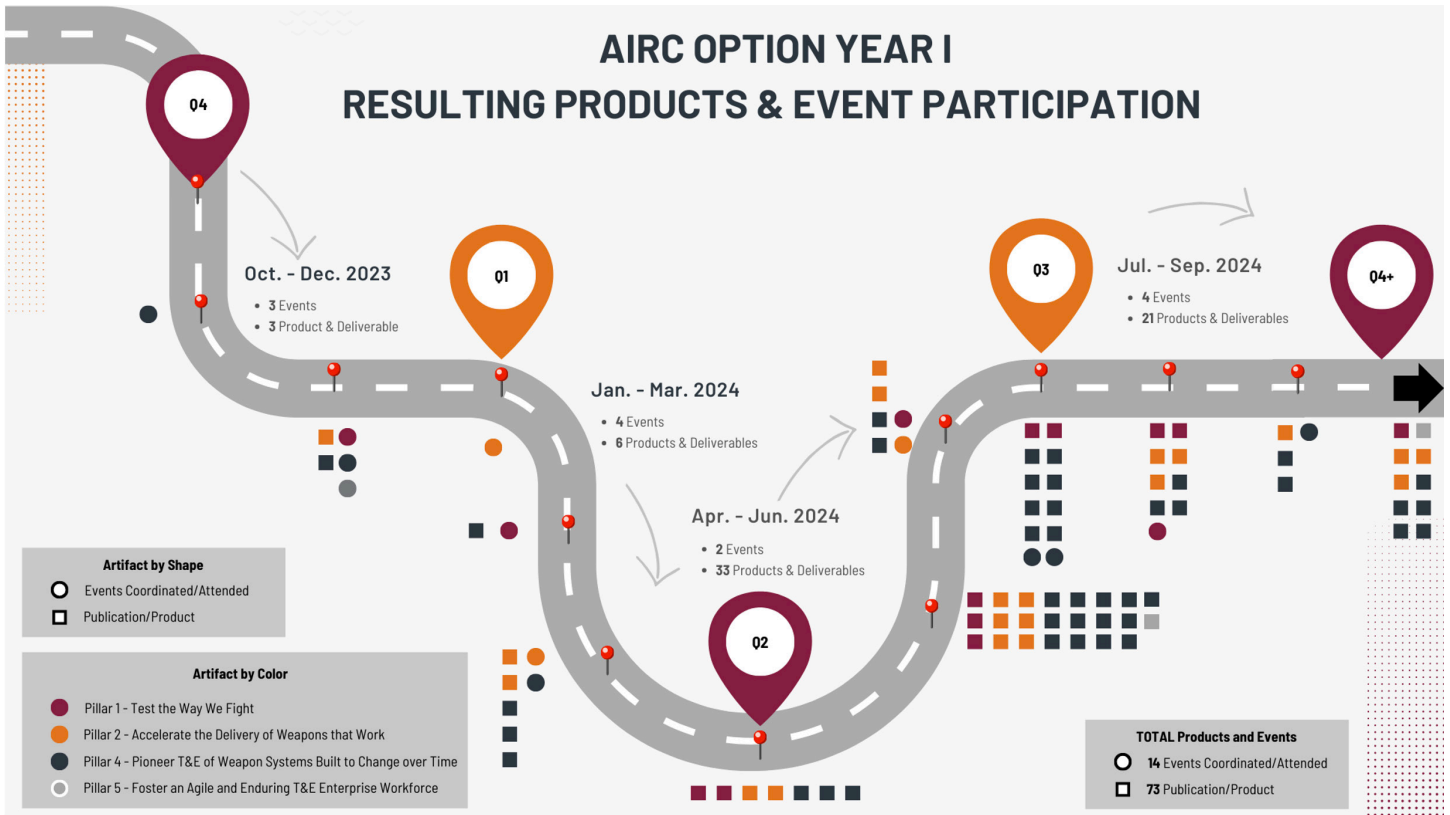 AIRC OPTION YEAR I
RESULTING PRODUCTS & EVENT PARTICIPATION
Q4
Oct. - Dec. 2023
• 3 Events
• 3 Product & Deliverable
Q1
Jan. - Mar. 2024
• 4 Events
• 6 Products & Deliverables
Apr. - Jun. 2024
• 2 Events
• 33 Products & Deliverables
Q2
Q3
Jul. - Sep. 2024
• 4 Events
• 21 Products & Deliverables
Q4+
Artifact by Shape
Events Coordinated/Attended
Publication/Product
Artifact by Color
Pillar 1 - Test the Way We Fight
Pillar 2 - Accelerate the Delivery of Weapons that Work
Pillar 4 - Pioneer T&E of Weapon Systems Built to Change over Time
Pillar 5 - Foster an Agile and Enduring T&E Enterprise Workforce
TOTAL Products and Events
14 Events Coordinated/Attended
73 Publication/Product